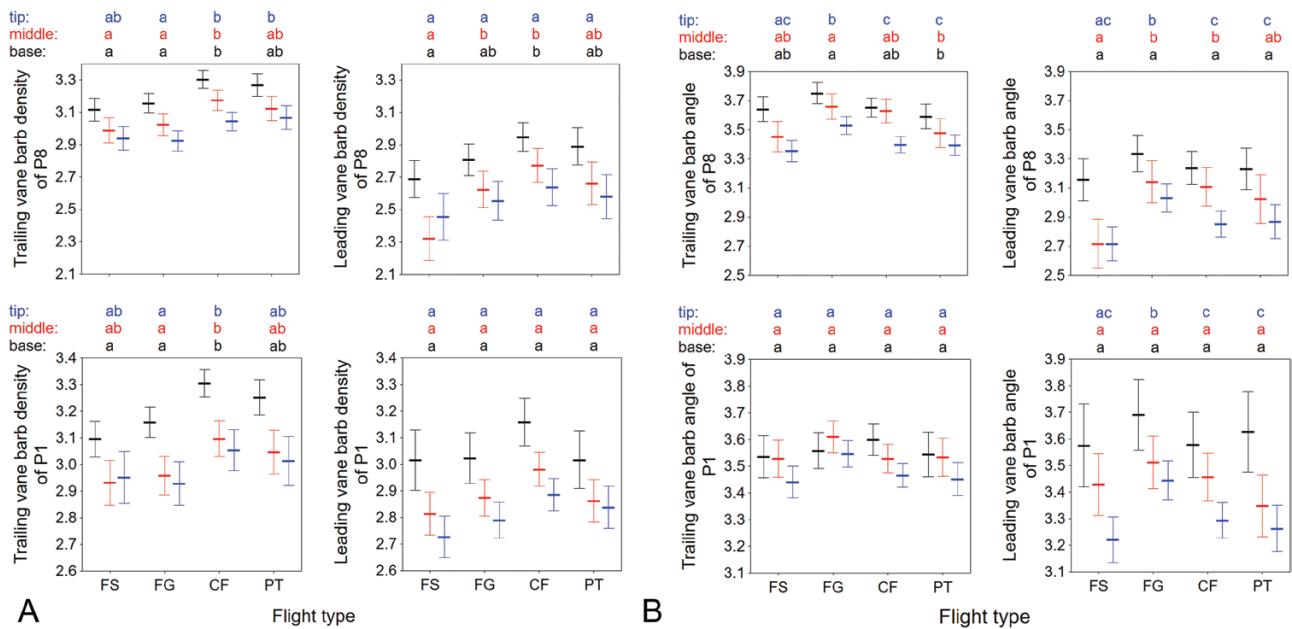 tip: ab a b b
middle: a a b ab
base: a a b ab
Trailing vane barb density
of P8
3.3
3.1
2.9
2.7
2.5
2.3
2.1
a a a a
a b b ab
a ab b ab
Leading vane barb density
of P8
3.3
3.1
2.9
2.7
2.5
2.3
2.1
tip: ab a b ab
middle: ab a b ab
base: a a b ab
Trailing vane barb density
of P1
3.4
3.3
3.2
3.1
3.0
2.9
2.8
2.7
2.6
FS FG CF PT
a a a a
a a a a
a a a a
Leading vane barb density
of P1
3.4
3.3
3.2
3.1
3.0
2.9
2.8
2.7
2.6
FS FG CF PT
A
Flight type
tip: ac b c c
middle: ab a ab b
base: ab a ab b
Trailing vane barb angle
of P8
3.9
3.7
3.5
3.3
3.1
2.9
2.7
2.5
ac b c c
a b b ab
a a a a
Leading vane barb angle
of P8
3.9
3.7
3.5
3.3
3.1
2.9
2.7
2.5
tip: a a a a
middle: a a a a
base: a a a a
Trailing vane barb angle of
P1
3.9
3.8
3.7
3.6
3.5
3.4
3.3
3.2
3.1
FS FG CF PT
ac b c c
a a a a
a a a a
Leading vane barb angle
of P1
3.9
3.8
3.7
3.6
3.5
3.4
3.3
3.2
3.1
FS FG CF PT
B
Flight type